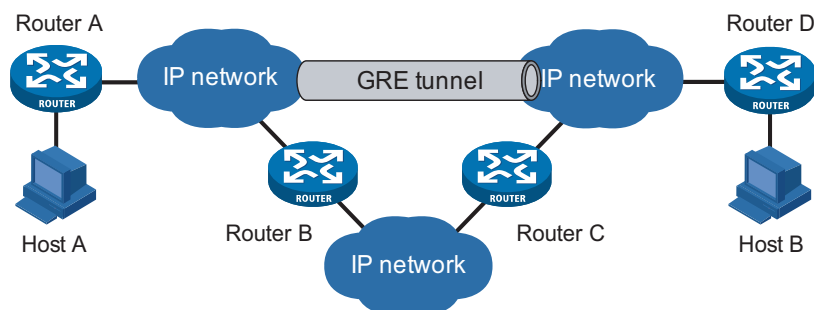 Router A
Router D
IP network
GRE tunnel
IP network
ROUTER
ROUTER
ROUTER
ROUTER
Host A
Router B
Router C
Host B
IP network